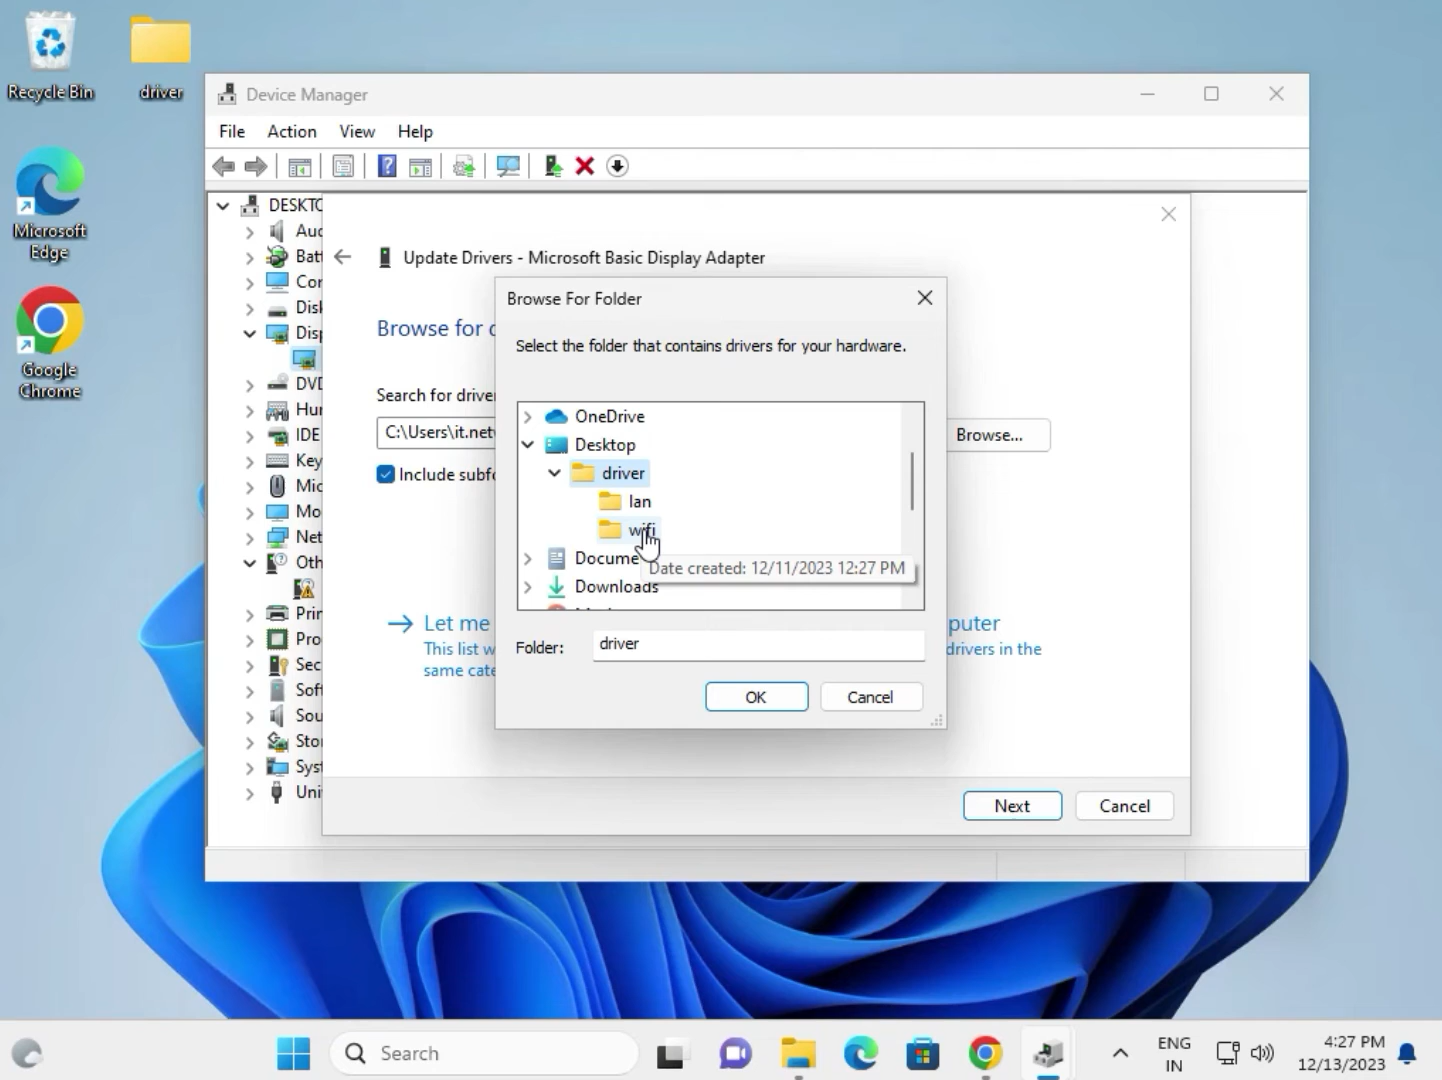 Recycle Bin
driver
Microsoft
Edge
Google
Chrome
Device Manager
File Action View Help
DESKTO
Auc
Bat
Cor
Disk
Disp
DVD
Hur
IDE
Key
Mic
Mo
Net
Oth
Prin
Pro
Sec
Soft
Sou
Stor
Syst
Uni
Update Drivers - Microsoft Basic Display Adapter
Browse for d
Search for driver
C:\Users\it.netw
Browse...
Include subfo
Let me
puter
This list w
drivers in the
same cate
Next Cancel
Browse For Folder
Select the folder that contains drivers for your hardware.
OneDrive
Desktop
driver
lan
wifi
Docume
Date created: 12/11/2023 12:27 PM
Downloads
Folder: driver
OK Cancel
Search
ENG
IN
4:27 PM
12/13/2023